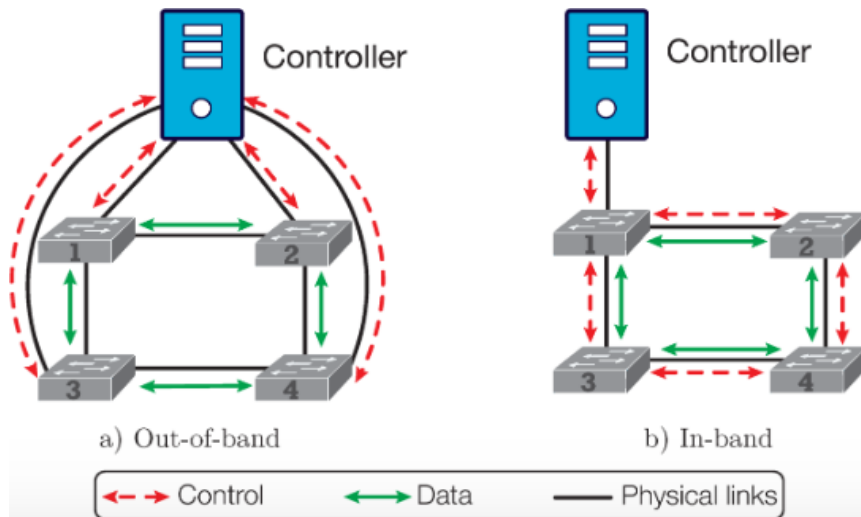 Controller
1
2
3
4
a) Out-of-band
Controller
1
2
3
4
b) In-band
Control
Data
Physical links